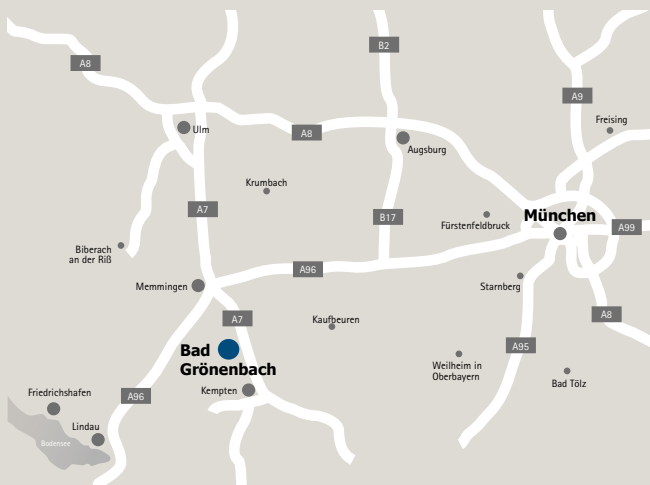 B2
A8
A9
Freising
Ulm
A8
Augsburg
Krumbach
A7
B17
Fürstenfeldbruck
München
A99
Biberach
an der Riß
A96
Memmingen
Starnberg
A7
Kaufbeuren
A8
A95
Bad
Grönenbach
Weilheim in
Oberbayern
Bad Tölz
Kempten
Friedrichshafen
A96
Lindau
Bodensee